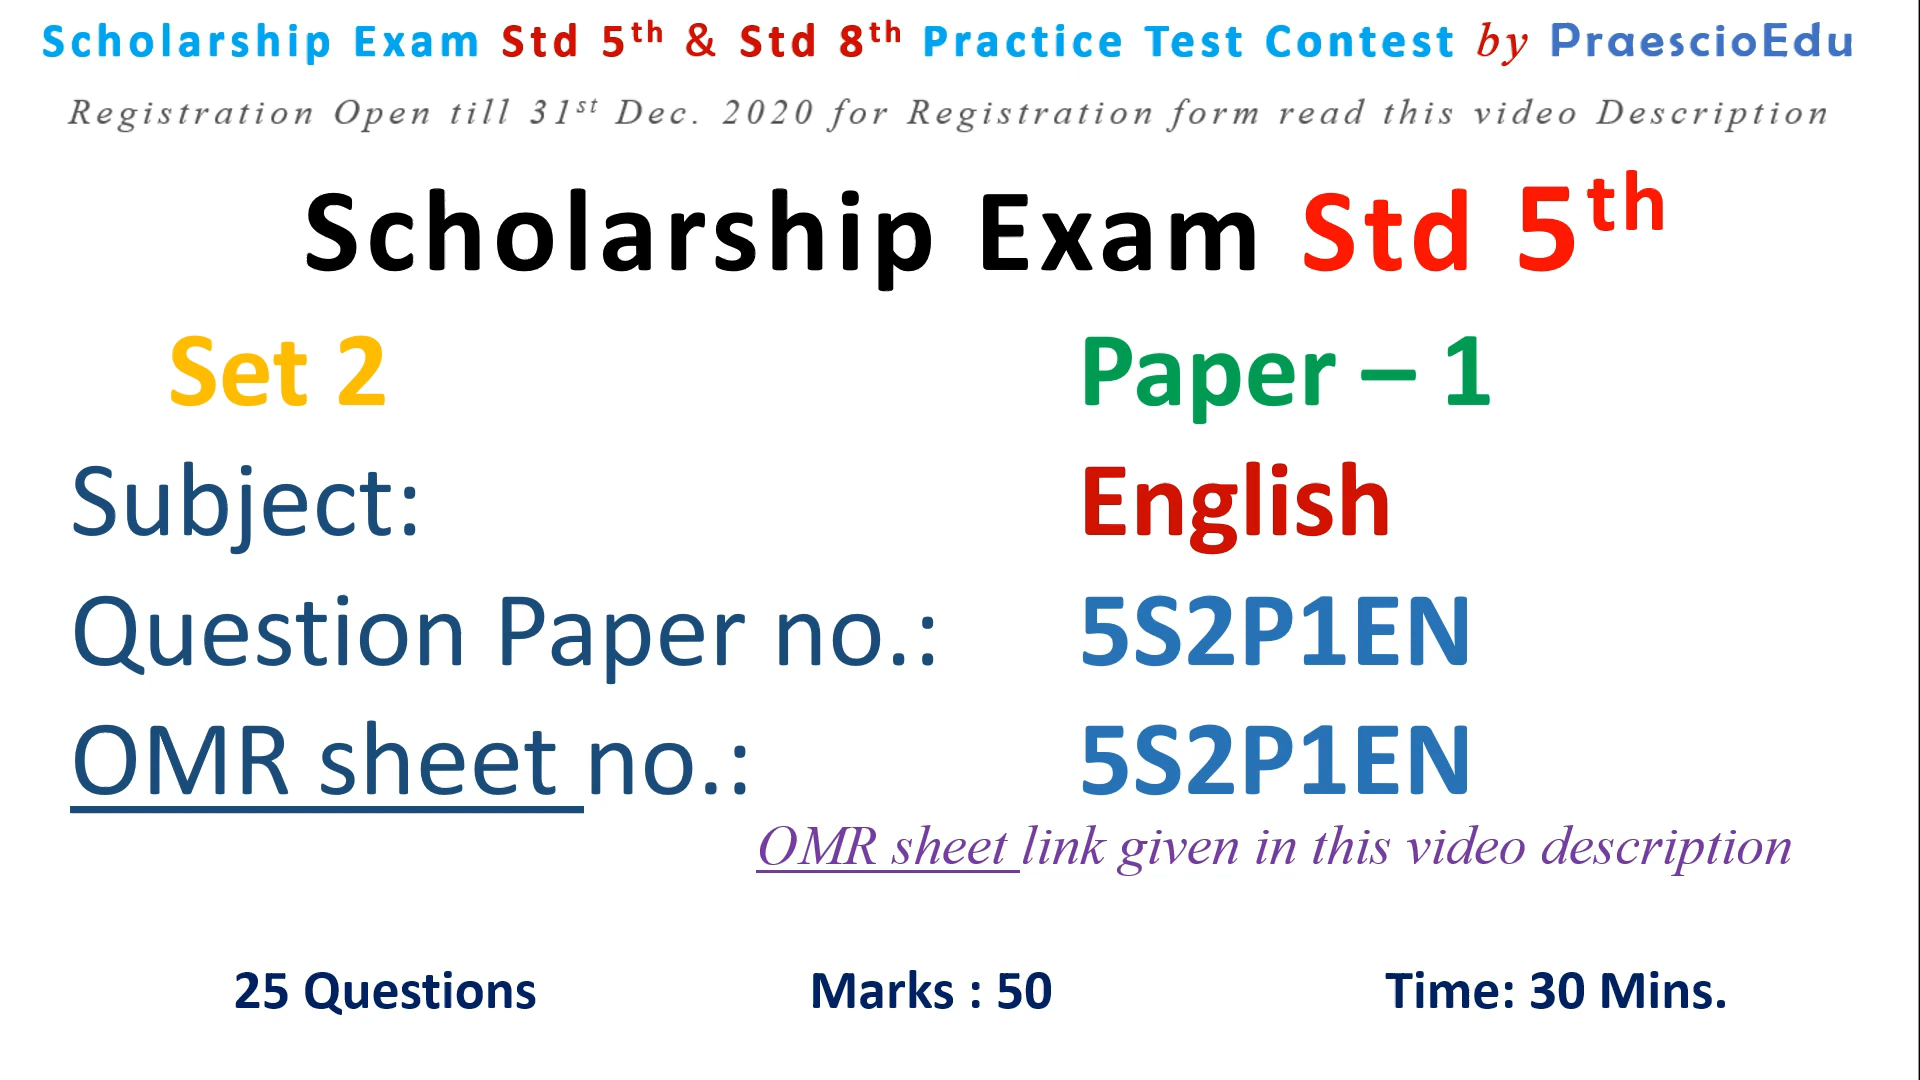 Scholarship Exam Std 5th & Std 8th Practice Test Contest by PraescioEdu
Registration Open till 31st Dec. 2020 for Registration form read this video Description
Scholarship Exam Std 5th
Set 2 Paper – 1
Subject: English
Question Paper no.: 5S2P1EN
OMR sheet no.: 5S2P1EN
OMR sheet link given in this video description
25 Questions Marks : 50 Time: 30 Mins.